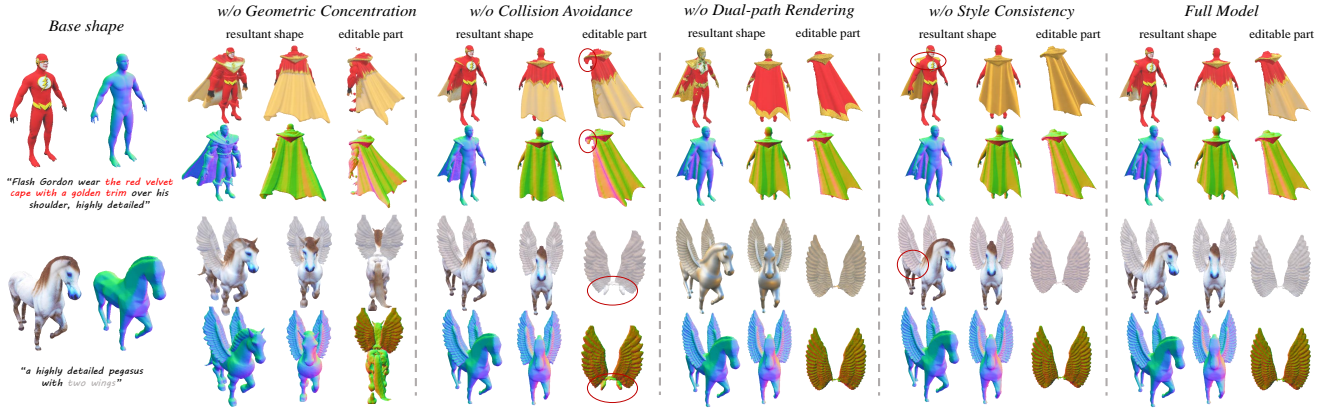 Base shape
w/o Geometric Concentration
w/o Collision Avoidance
w/o Dual-path Rendering
w/o Style Consistency
Full Model
resultant shape editable part
resultant shape editable part
resultant shape editable part
resultant shape editable part
resultant shape editable part
“Flash Gordon wear the red velvet
cape with a golden trim over his
shoulder, highly detailed”
“a highly detailed pegasus
with two wings”